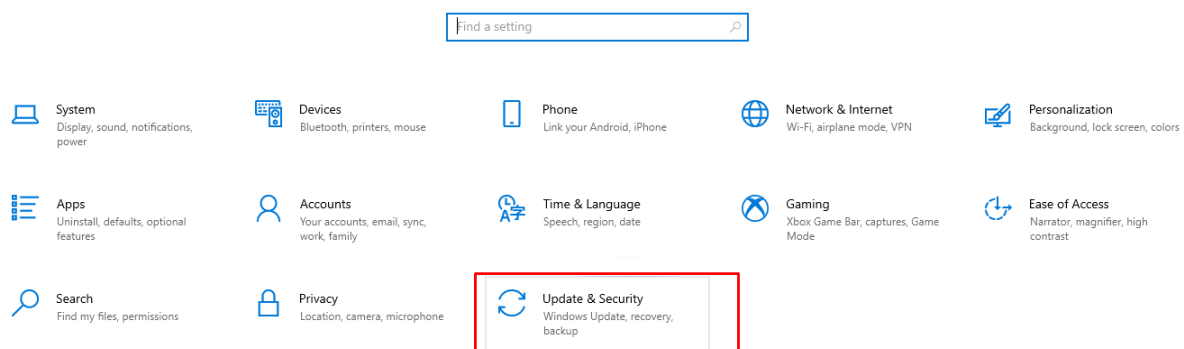 Find a setting
System
Display, sound, notifications,
power
Devices
Bluetooth, printers, mouse
Phone
Link your Android, iPhone
Network & Internet
Wi-Fi, airplane mode, VPN
Personalization
Background, lock screen, colors
Apps
Uninstall, defaults, optional
features
Accounts
Your accounts, email, sync,
work, family
Time & Language
Speech, region, date
Gaming
Xbox Game Bar, captures, Game
Mode
Ease of Access
Narrator, magnifier, high
contrast
Search
Find my files, permissions
Privacy
Location, camera, microphone
Update & Security
Windows Update, recovery,
backup